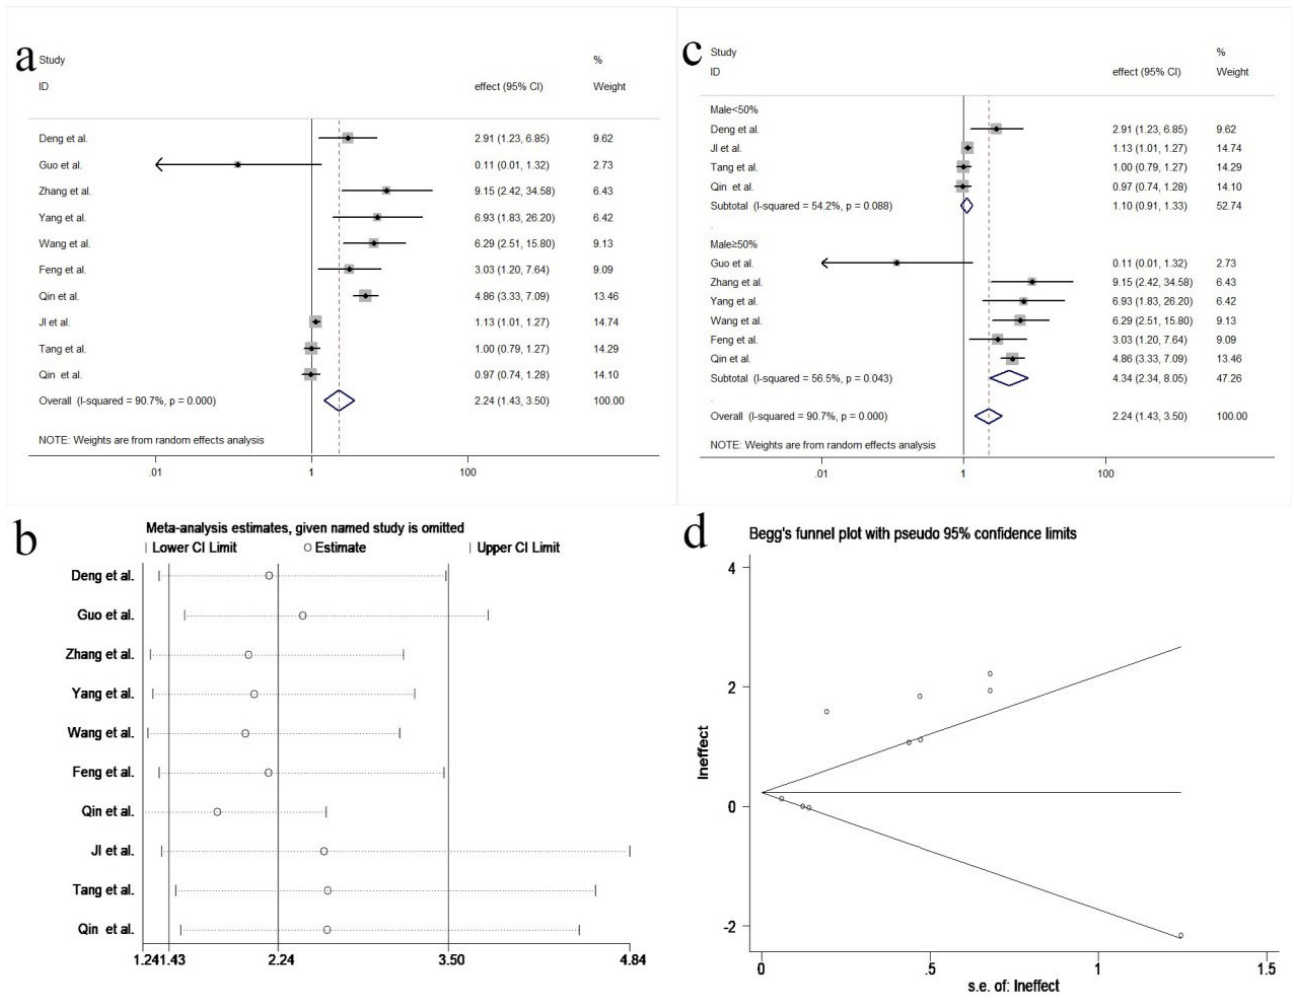 a
Study %
ID effect (95% CI) Weight
Deng et al. 2.91 (1.23, 6.85) 9.62
Guo et al. 0.11 (0.01, 1.32) 2.73
Zhang et al. 9.15 (2.42, 34.58) 6.43
Yang et al. 6.93 (1.83, 26.20) 6.42
Wang et al. 6.29 (2.51, 15.80) 9.13
Feng et al. 3.03 (1.20, 7.64) 9.09
Qin et al. 4.86 (3.33, 7.09) 13.46
JI et al. 1.13 (1.01, 1.27) 14.74
Tang et al. 1.00 (0.79, 1.27) 14.29
Qin et al. 0.97 (0.74, 1.28) 14.10
Overall (I-squared = 90.7%, p = 0.000) 2.24 (1.43, 3.50) 100.00
NOTE: Weights are from random effects analysis
.01 1 100
c
Study %
ID effect (95% CI) Weight
Male<50%
Deng et al. 2.91 (1.23, 6.85) 9.62
JI et al. 1.13 (1.01, 1.27) 14.74
Tang et al. 1.00 (0.79, 1.27) 14.29
Qin et al. 0.97 (0.74, 1.28) 14.10
Subtotal (I-squared = 54.2%, p = 0.088) 1.10 (0.91, 1.33) 52.74
.
Male≥50%
Guo et al. 0.11 (0.01, 1.32) 2.73
Zhang et al. 9.15 (2.42, 34.58) 6.43
Yang et al. 6.93 (1.83, 26.20) 6.42
Wang et al. 6.29 (2.51, 15.80) 9.13
Feng et al. 3.03 (1.20, 7.64) 9.09
Qin et al. 4.86 (3.33, 7.09) 13.46
Subtotal (I-squared = 56.5%, p = 0.043) 4.34 (2.34, 8.05) 47.26
.
Overall (I-squared = 90.7%, p = 0.000) 2.24 (1.43, 3.50) 100.00
NOTE: Weights are from random effects analysis
.01 1 100
b
Meta-analysis estimates, given named study is omitted
Lower CI Limit Estimate Upper CI Limit
Deng et al.
Guo et al.
Zhang et al.
Yang et al.
Wang et al.
Feng et al.
Qin et al.
JI et al.
Tang et al.
Qin et al.
1.24 1.43 2.24 3.50 4.84
d
Begg's funnel plot with pseudo 95% confidence limits
lneffect
4
2
0
-2
0 .5 1 1.5
s.e. of: lneffect